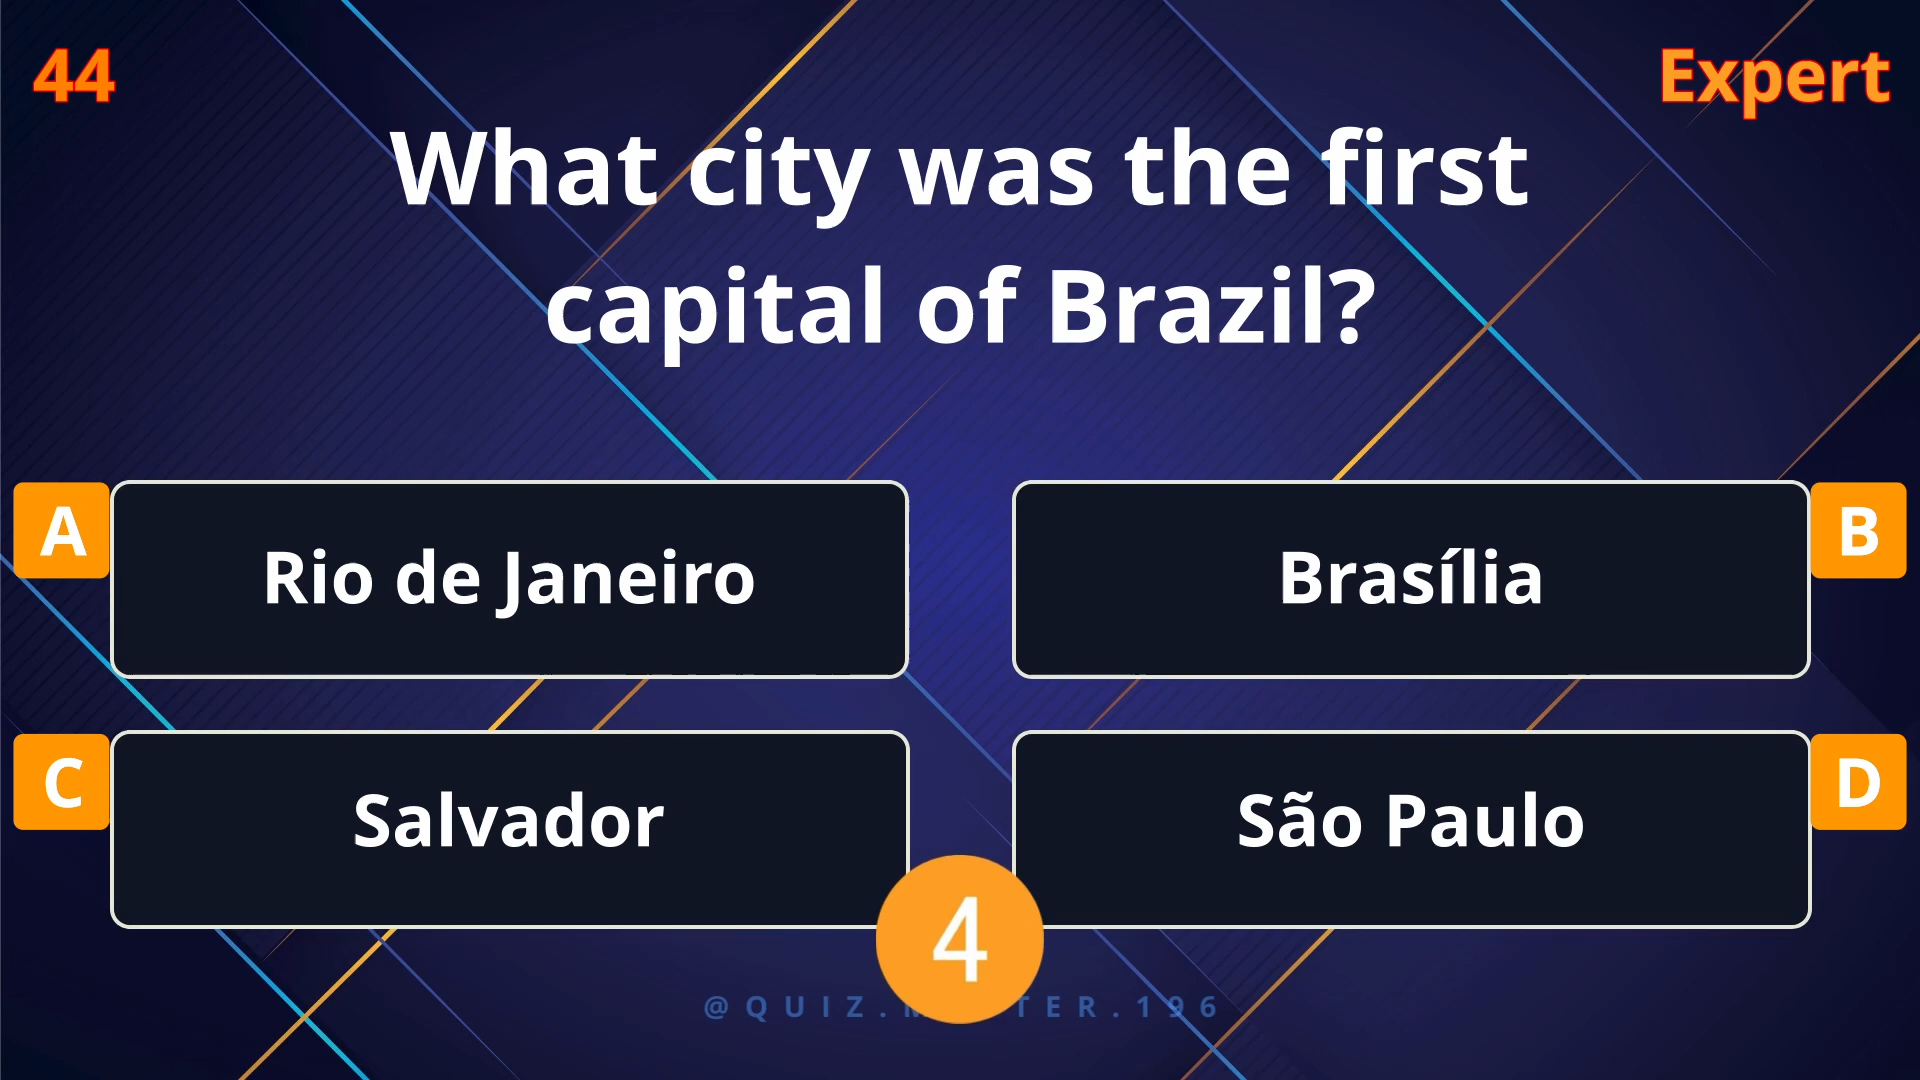 44
Expert
What city was the first
capital of Brazil?
A
Rio de Janeiro
Brasília
B
C
Salvador
São Paulo
D
4